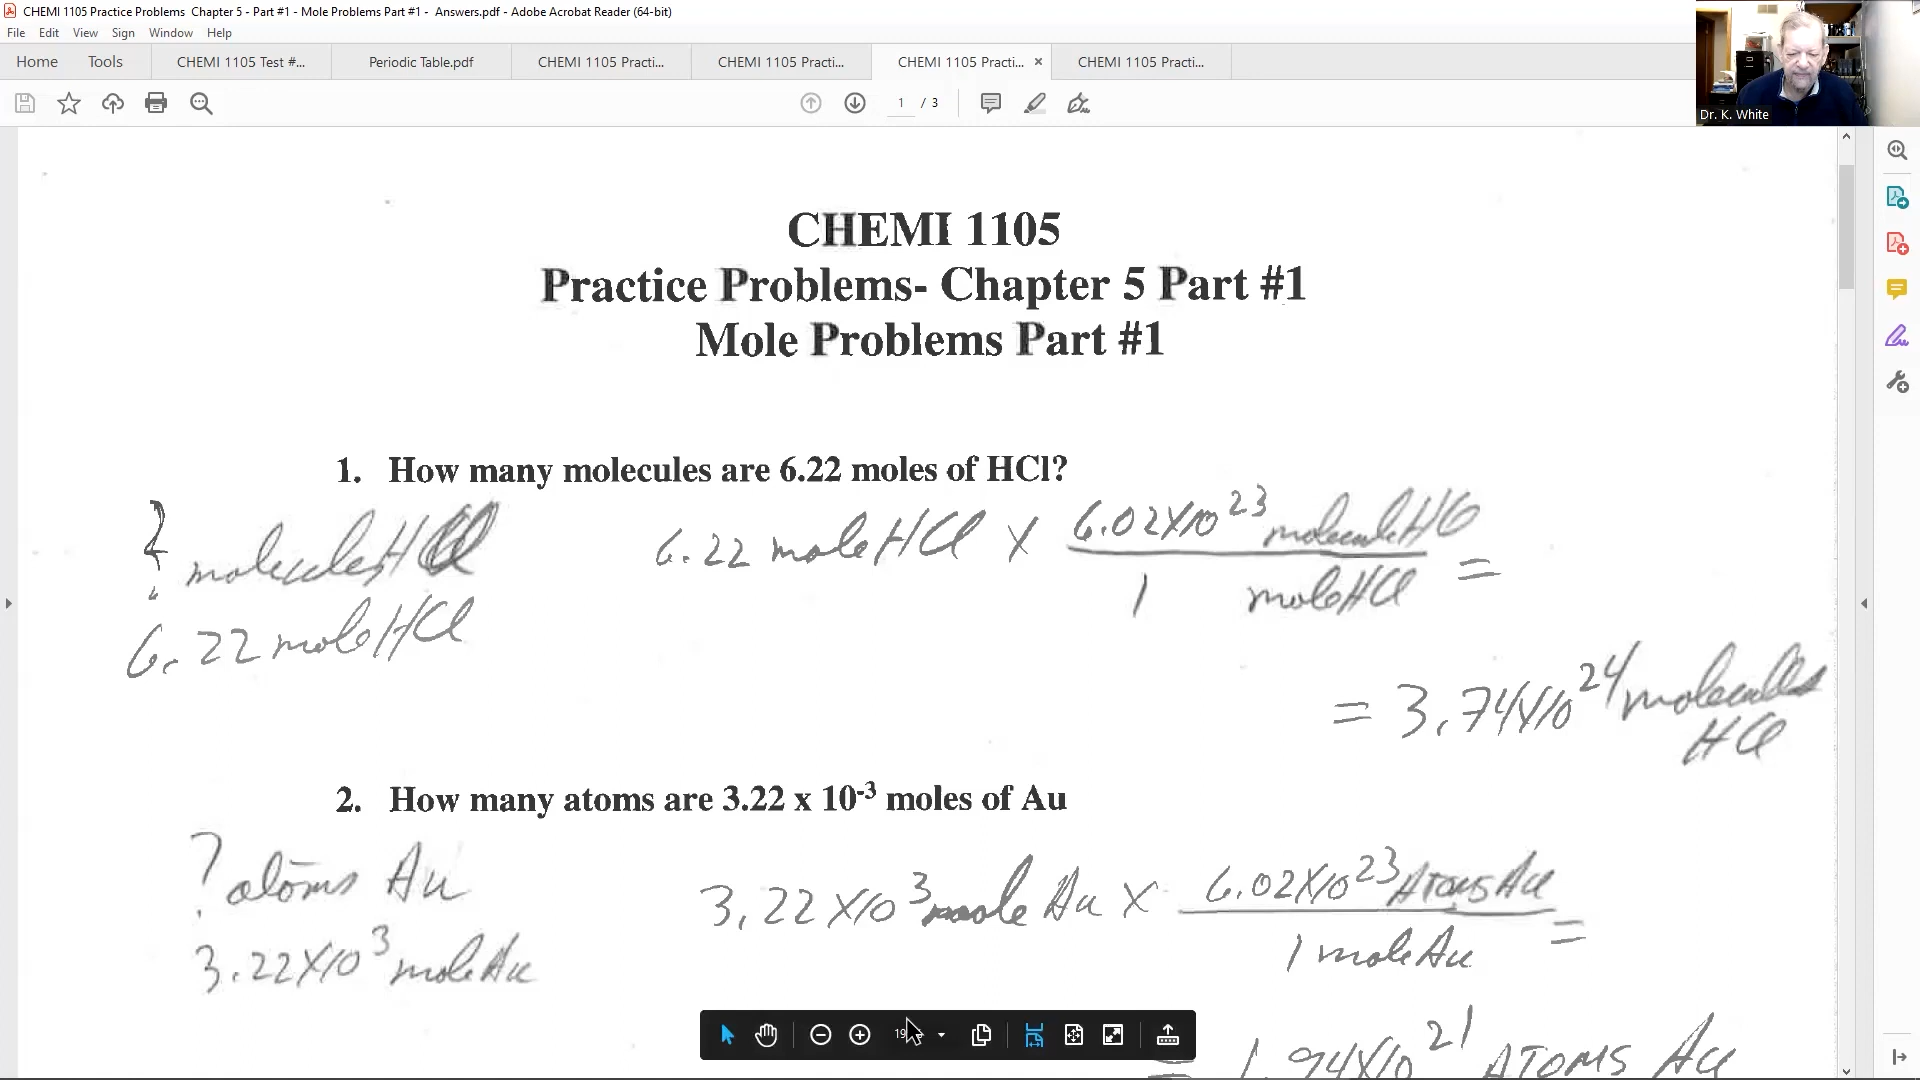 CHEMI 1105 Practice Problems  Chapter 5 - Part #1 - Mole Problems Part #1 -  Answers.pdf - Adobe Acrobat Reader (64-bit)
File Edit View Sign Window Help
Home Tools CHEMI 1105 Test #... Periodic Table.pdf CHEMI 1105 Practi... CHEMI 1105 Practi... CHEMI 1105 Practi... × CHEMI 1105 Practi...
1 / 3
Dr. K. White
CHEMI 1105
Practice Problems- Chapter 5 Part #1
Mole Problems Part #1
1. How many molecules are 6.22 moles of HCl?
? molecules HCl
6.22 mole HCl
6.22 mole HCl X 6.02X10^23 molecule HCl
1 mole HCl =
= 3.74X10^24 molecules
HCl
2. How many atoms are 3.22 x 10^-3 moles of Au
? atoms Au
3.22X10^3 mole Au
3.22X10^3 mole Au X 6.02X10^23 Atoms Au
1 mole Au =
= 1.94X10^21 ATOMS Au